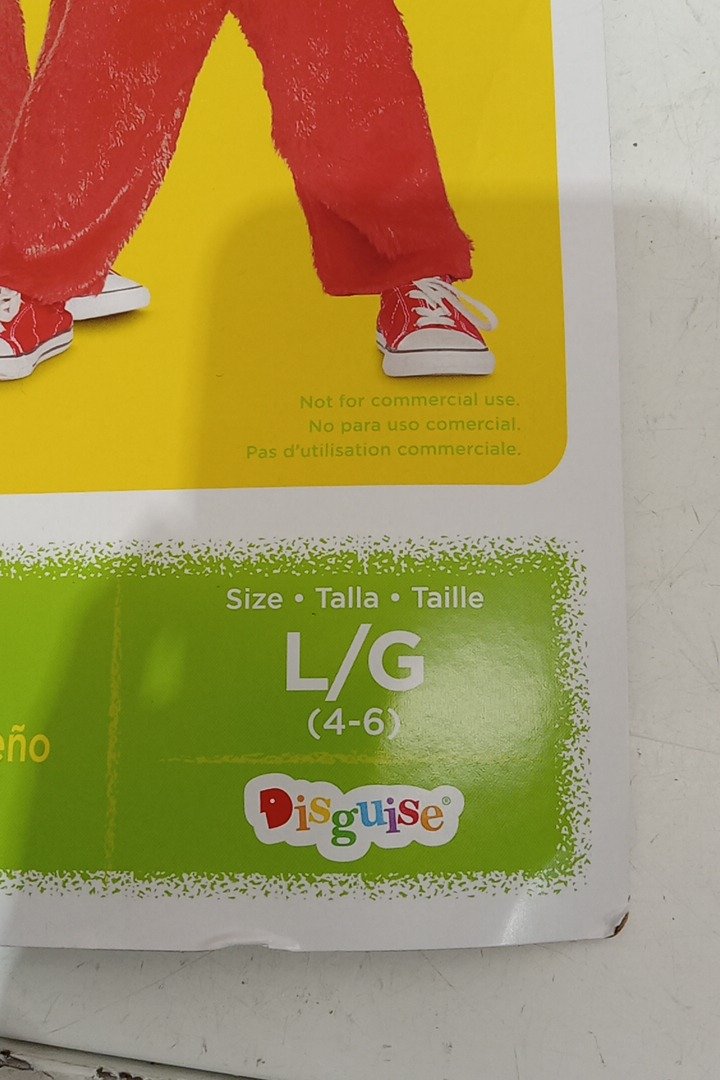 Not for commercial use.
No para uso comercial.
Pas d'utilisation commerciale.
Size • Talla • Taille
L/G
(4-6)
eño
Disguise®